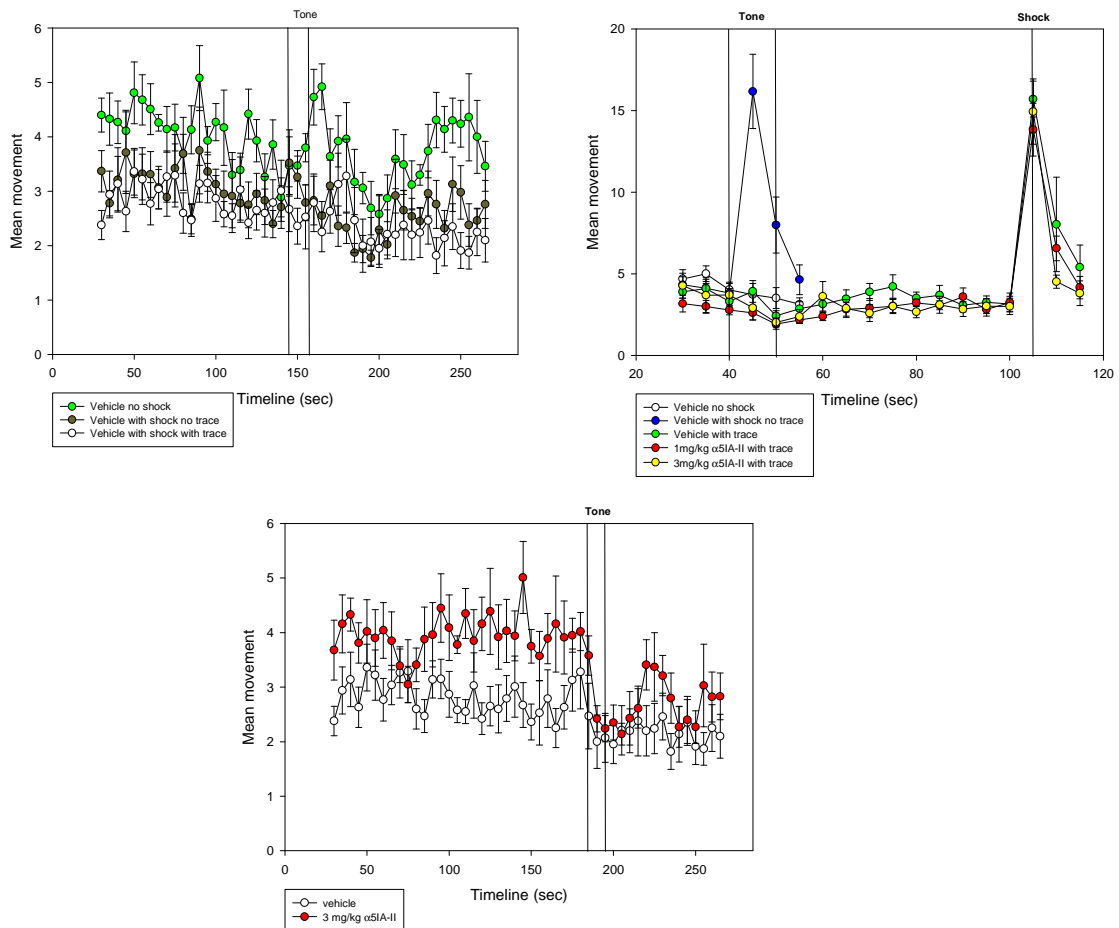 Tone
6
5
4
3
2
1
0
Mean movement
0 50 100 150 200 250
Timeline (sec)
Vehicle no shock
Vehicle with shock no trace
Vehicle with shock with trace
Tone Shock
20
15
10
5
0
Mean movement
20 40 60 80 100 120
Timeline (sec)
Vehicle no shock
Vehicle with shock no trace
Vehicle with trace
1mg/kg α5IA-II with trace
3mg/kg α5IA-II with trace
Tone
6
5
4
3
2
1
0
Mean movement
0 50 100 150 200 250
Timeline (sec)
vehicle
3 mg/kg α5IA-II